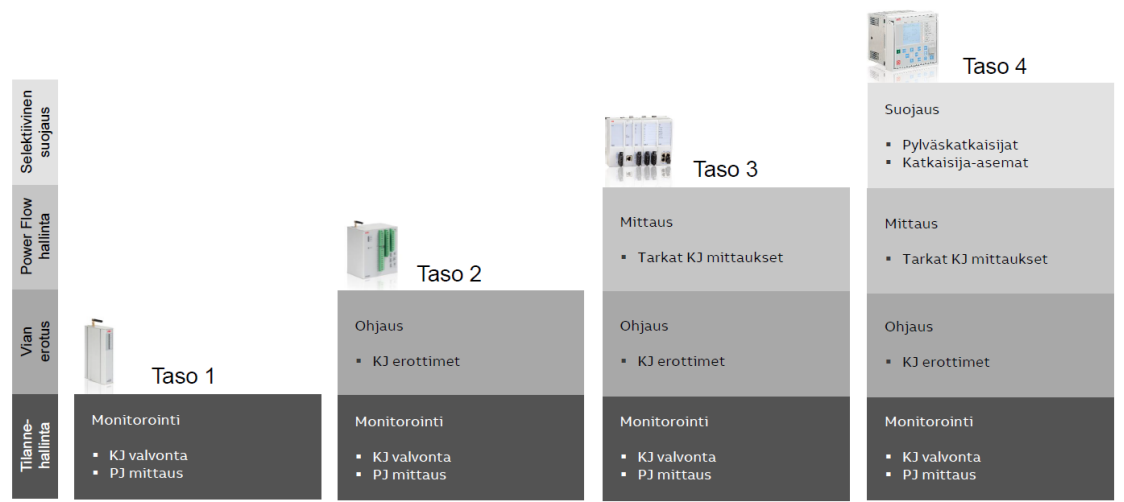 Selektiivinen
suojaus
Power Flow
hallinta
Vian
erotus
Tilanne-
hallinta
Taso 1
Monitorointi
▪ KJ valvonta
▪ PJ mittaus
Taso 2
Ohjaus
▪ KJ erottimet
Monitorointi
▪ KJ valvonta
▪ PJ mittaus
Taso 3
Mittaus
▪ Tarkat KJ mittaukset
Ohjaus
▪ KJ erottimet
Monitorointi
▪ KJ valvonta
▪ PJ mittaus
Taso 4
Suojaus
▪ Pylväskatkaisijat
▪ Katkaisija-asemat
Mittaus
▪ Tarkat KJ mittaukset
Ohjaus
▪ KJ erottimet
Monitorointi
▪ KJ valvonta
▪ PJ mittaus